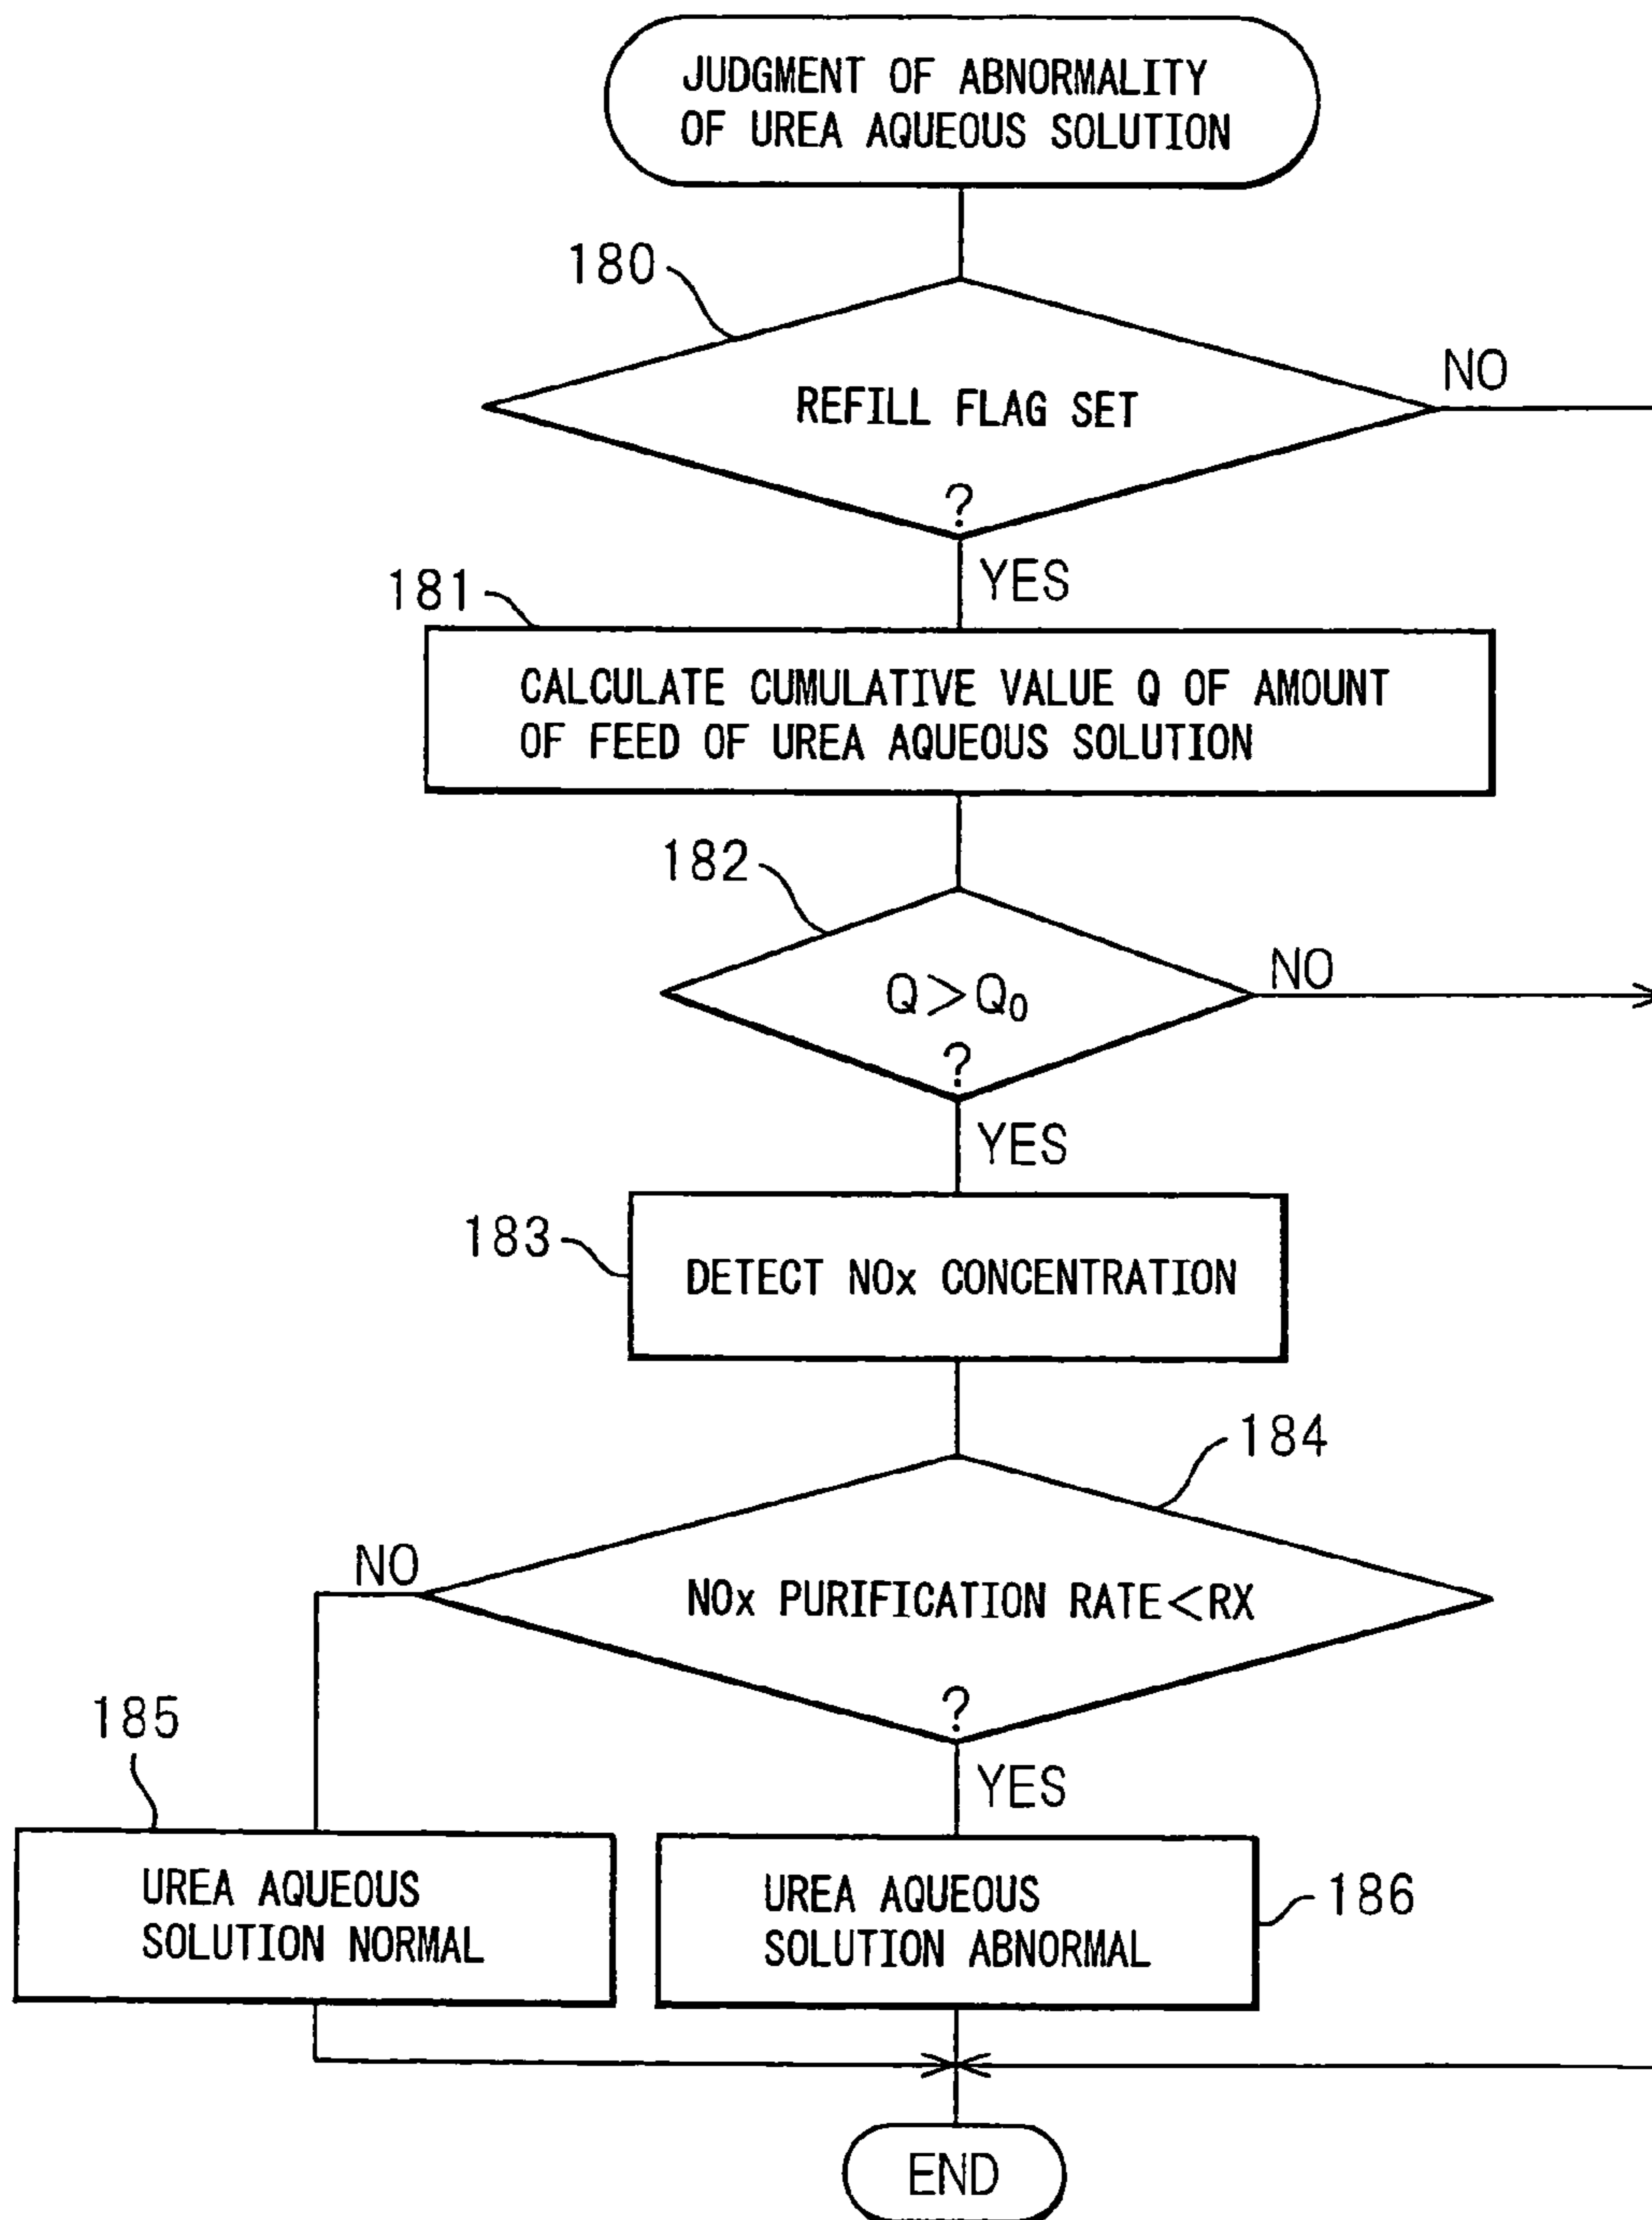 JUDGMENT OF ABNORMALITY
OF UREA AQUEOUS SOLUTION
180
REFILL FLAG SET
?
NO
YES
181
CALCULATE CUMULATIVE VALUE Q OF AMOUNT
OF FEED OF UREA AQUEOUS SOLUTION
182
Q>Q₀
?
NO
YES
183
DETECT NOx CONCENTRATION
184
NO
NOx PURIFICATION RATE<RX
?
YES
185
UREA AQUEOUS
SOLUTION NORMAL
UREA AQUEOUS
SOLUTION ABNORMAL
186
END